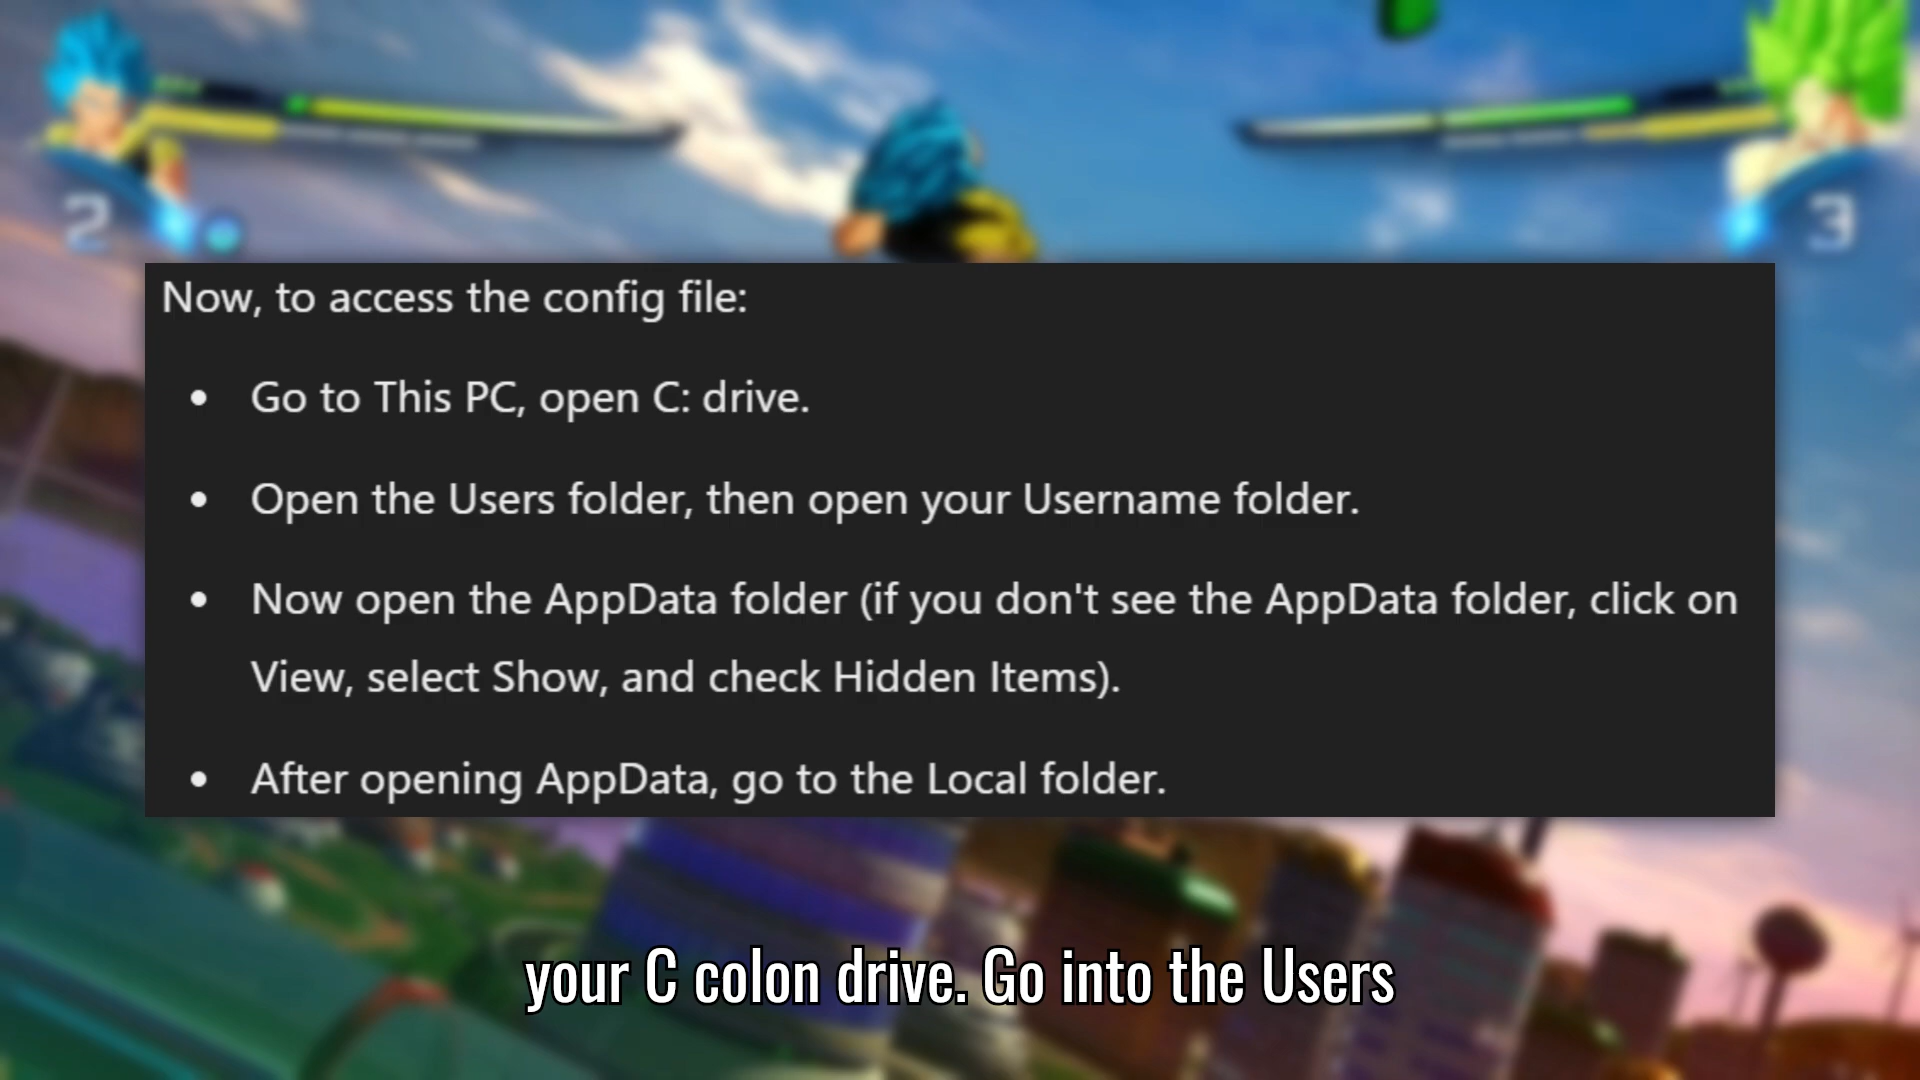 2
3
Now, to access the config file:
• Go to This PC, open C: drive.
• Open the Users folder, then open your Username folder.
• Now open the AppData folder (if you don't see the AppData folder, click on
View, select Show, and check Hidden Items).
• After opening AppData, go to the Local folder.
your C colon drive. Go into the Users